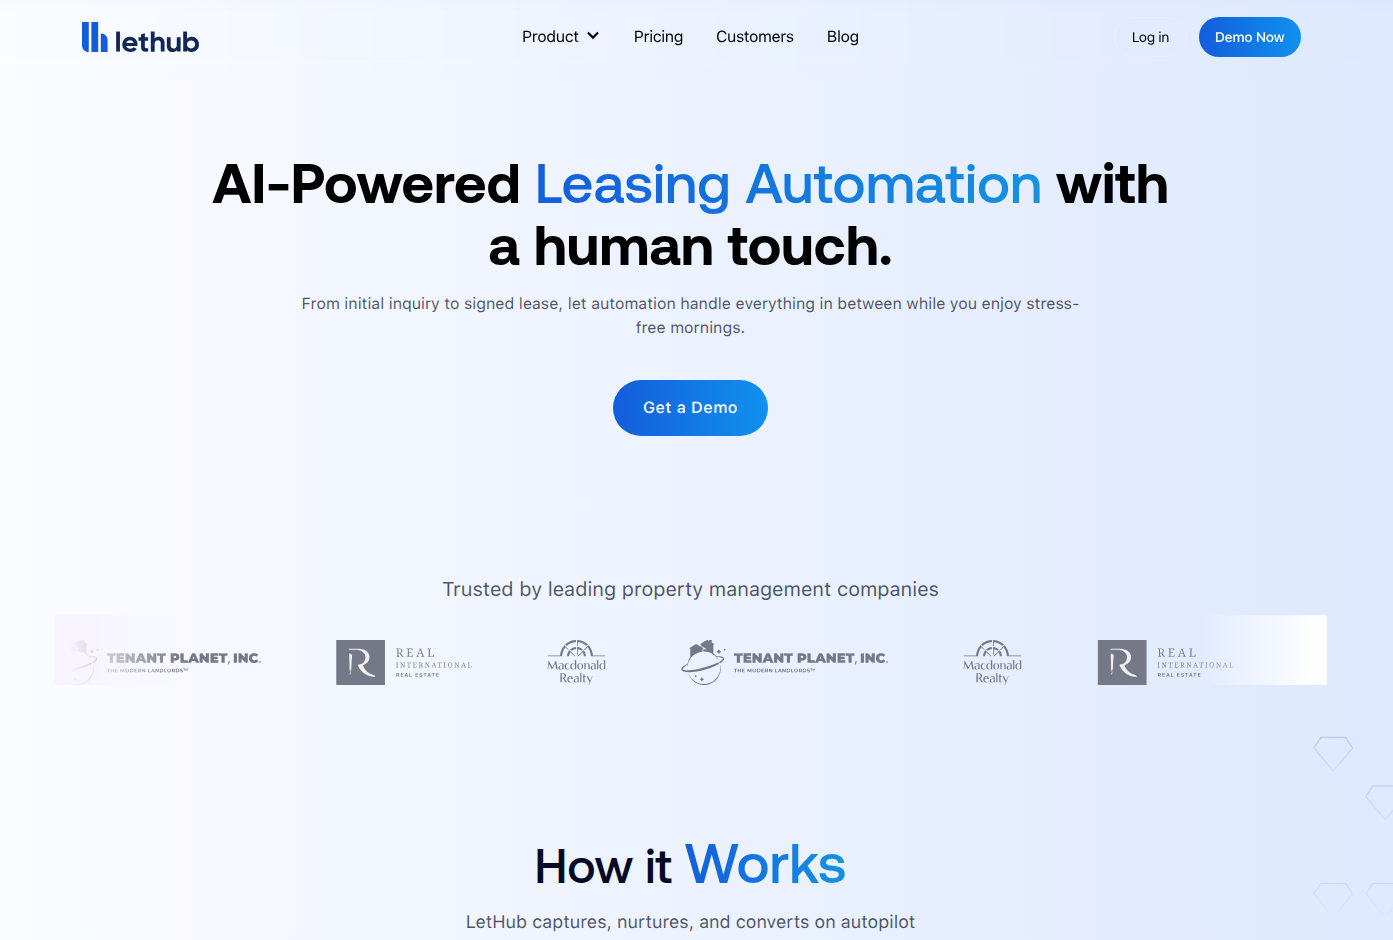 lethub
Product
Pricing
Customers
Blog
Log in
Demo Now
AI-Powered Leasing Automation with
a human touch.
From initial inquiry to signed lease, let automation handle everything in between while you enjoy stress-
free mornings.
Get a Demo
Trusted by leading property management companies
TENANT PLANET, INC.
THE MODERN LANDLORDS™
REAL
INTERNATIONAL
REAL ESTATE
Macdonald
Realty
TENANT PLANET, INC.
THE MODERN LANDLORDS™
Macdonald
Realty
REAL
INTERNATIONAL
REAL ESTATE
How it Works
LetHub captures, nurtures, and converts on autopilot